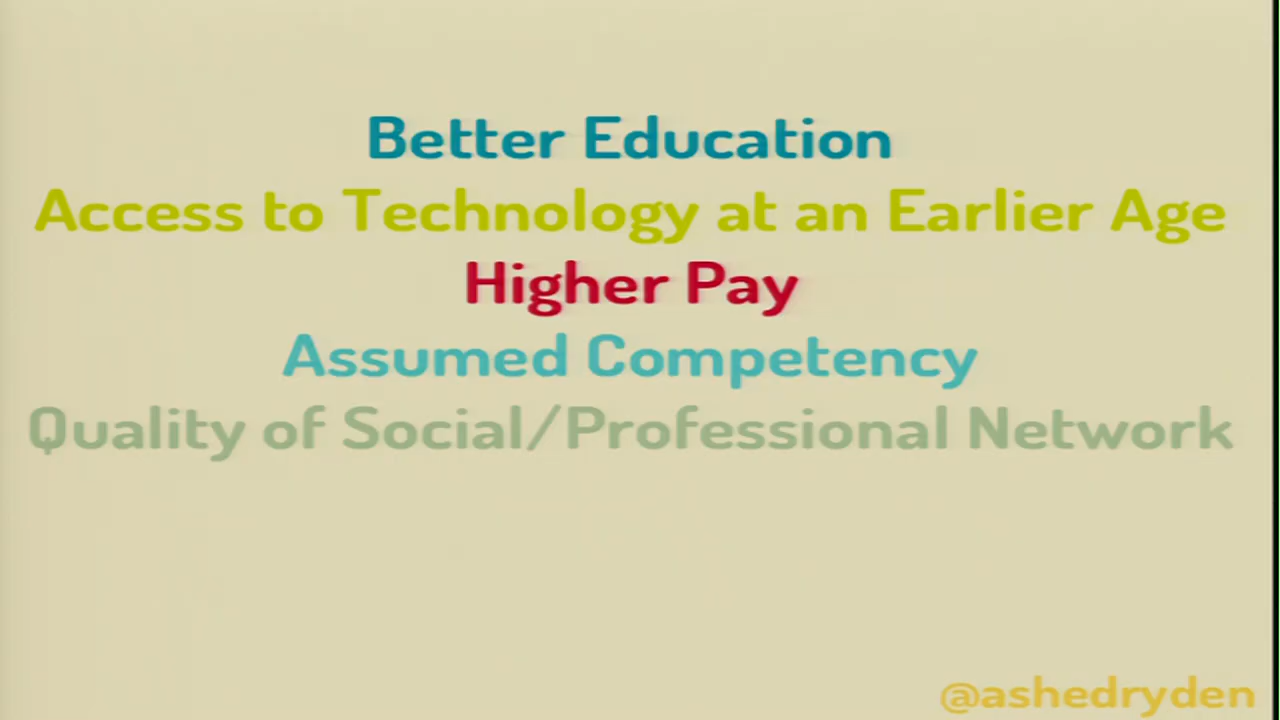 Better Education
Access to Technology at an Earlier Age
Higher Pay
Assumed Competency
Quality of Social/Professional Network
@ashedryden